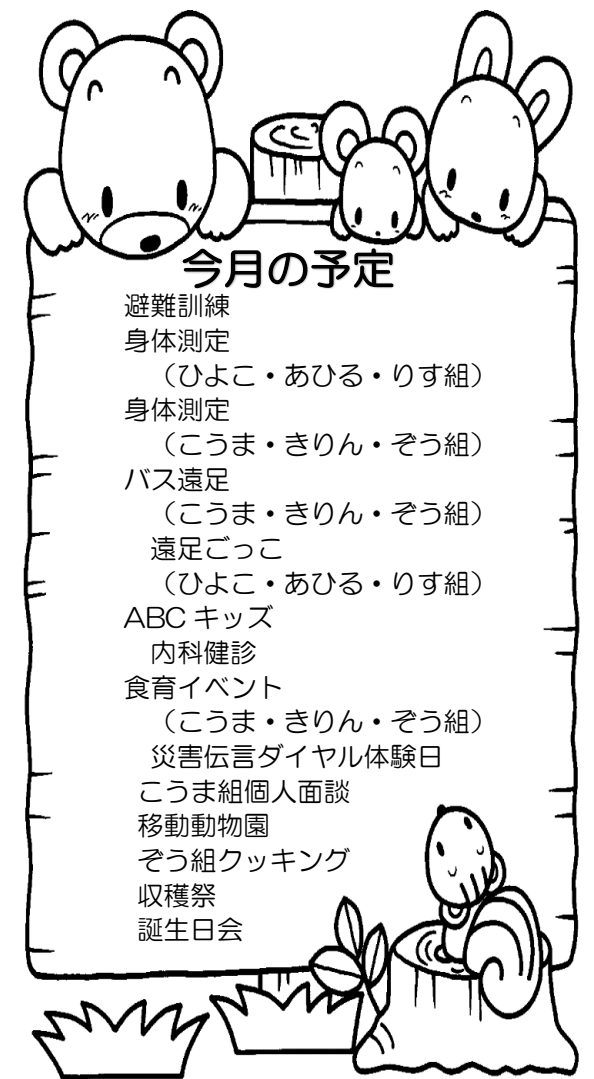 今月の予定
避難訓練
身体測定
（ひよこ・あひる・りす組）
身体測定
（こうま・きりん・ぞう組）
バス遠足
（こうま・きりん・ぞう組）
遠足ごっこ
（ひよこ・あひる・りす組）
ABC キッズ
内科健診
食育イベント
（こうま・きりん・ぞう組）
災害伝言ダイヤル体験日
こうま組個人面談
移動動物園
ぞう組クッキング
収穫祭
誕生日会